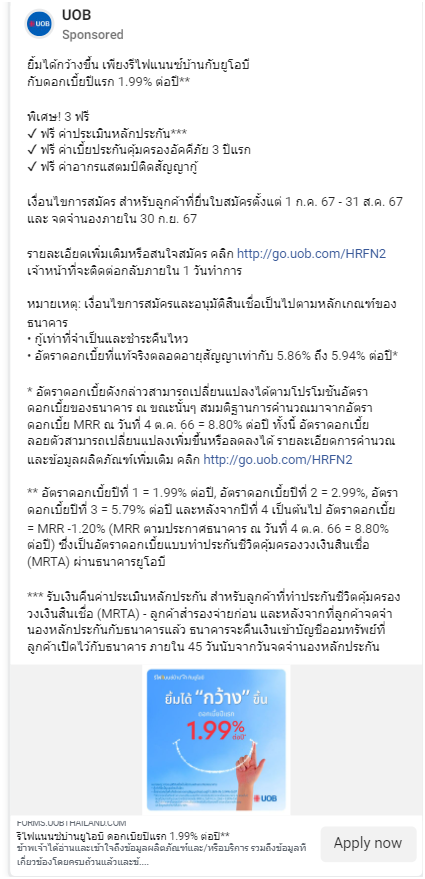 UOB
Sponsored
ยิ้มได้กว้างขึ้น เพียงรีไฟแนนซ์บ้านกับยูโอบี
กับดอกเบี้ยปีแรก 1.99% ต่อปี**
พิเศษ! 3 ฟรี
✓ ฟรี ค่าประเมินหลักประกัน***
✓ ฟรี ค่าเบี้ยประกันคุ้มครองอัคคีภัย 3 ปีแรก
✓ ฟรี ค่าอากรแสตมป์ติดสัญญากู้
เงื่อนไขการสมัคร สำหรับลูกค้าที่ยื่นใบสมัครตั้งแต่ 1 ก.ค. 67 - 31 ส.ค. 67
และ จดจำนองภายใน 30 ก.ย. 67
รายละเอียดเพิ่มเติมหรือสนใจสมัคร คลิก http://go.uob.com/HRFN2
เจ้าหน้าที่จะติดต่อกลับภายใน 1 วันทำการ
หมายเหตุ: เงื่อนไขการสมัครและอนุมัติสินเชื่อเป็นไปตามหลักเกณฑ์ของ
ธนาคาร
• กู้เท่าที่จำเป็นและชำระคืนไหว
• อัตราดอกเบี้ยที่แท้จริงตลอดอายุสัญญาเท่ากับ 5.86% ถึง 5.94% ต่อปี*
* อัตราดอกเบี้ยดังกล่าวสามารถเปลี่ยนแปลงได้ตามโปรโมชันอัตรา
ดอกเบี้ยของธนาคาร ณ ขณะนั้นๆ สมมติฐานการคำนวณมาจากอัตรา
ดอกเบี้ย MRR ณ วันที่ 4 ต.ค. 66 = 8.80% ต่อปี ทั้งนี้ อัตราดอกเบี้ย
ลอยตัวสามารถเปลี่ยนแปลงเพิ่มขึ้นหรือลดลงได้ รายละเอียดการคำนวณ
และข้อมูลผลิตภัณฑ์เพิ่มเติม คลิก http://go.uob.com/HRFN2
** อัตราดอกเบี้ยปีที่ 1 = 1.99% ต่อปี, อัตราดอกเบี้ยปีที่ 2 = 2.99%, อัตรา
ดอกเบี้ยปีที่ 3 = 5.79% ต่อปี และหลังจากปีที่ 4 เป็นต้นไป อัตราดอกเบี้ย
= MRR -1.20% (MRR ตามประกาศธนาคาร ณ วันที่ 4 ต.ค. 66 = 8.80%
ต่อปี) ซึ่งเป็นอัตราดอกเบี้ยแบบทำประกันชีวิตคุ้มครองวงเงินสินเชื่อ
(MRTA) ผ่านธนาคารยูโอบี
*** รับเงินคืนค่าประเมินหลักประกัน สำหรับลูกค้าที่ทำประกันชีวิตคุ้มครอง
วงเงินสินเชื่อ (MRTA) - ลูกค้าสำรองจ่ายก่อน และหลังจากที่ลูกค้าจดจำ
นองหลักประกันกับธนาคารแล้ว ธนาคารจะคืนเงินเข้าบัญชีออมทรัพย์ที่
ลูกค้าเปิดไว้กับธนาคาร ภายใน 45 วันนับจากวันจดจำนองหลักประกัน
ยิ้มได้ "กว้าง" ขึ้น
ดอกเบี้ยปีแรก
1.99% ต่อปี
UOB
FORMS.UOBTHAILAND.COM
รีไฟแนนซ์บ้านยูโอบี ดอกเบี้ยปีแรก 1.99% ต่อปี**
ข้าพเจ้าได้อ่านและเข้าใจถึงข้อมูลผลิตภัณฑ์และ/หรือบริการ รวมถึงข้อมูลที่
เกี่ยวข้องโดยครบถ้วนแล้วและข้....
Apply now